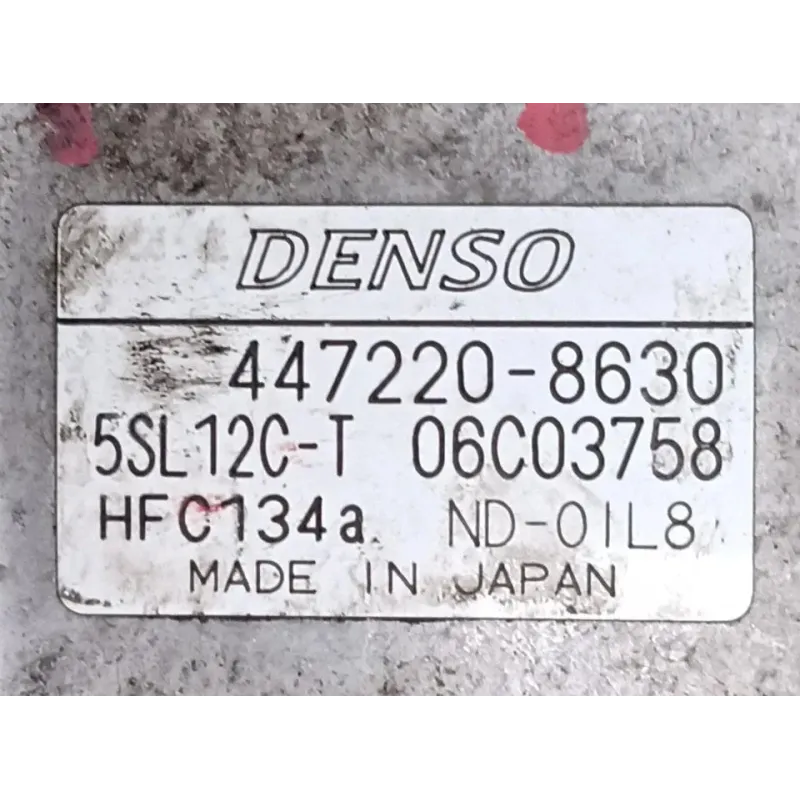 DENSO
447220-8630
5SL12C-T 06C03758
HFC134a ND-OIL8
MADE IN JAPAN